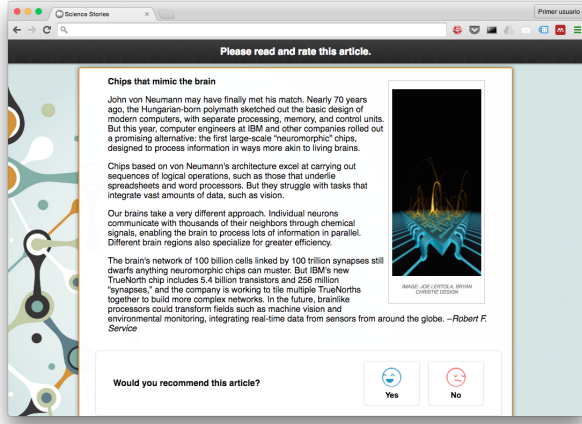 Science Stories
Primer usuario
Please read and rate this article.
Chips that mimic the brain
John von Neumann may have finally met his match. Nearly 70 years
ago, the Hungarian-born polymath sketched out the basic design of
modern computers, with separate processing, memory, and control units.
But this year, computer engineers at IBM and other companies rolled out
a promising alternative: the first large-scale "neuromorphic" chips,
designed to process information in ways more akin to living brains.
Chips based on von Neumann's architecture excel at carrying out
sequences of logical operations, such as those that underlie
spreadsheets and word processors. But they struggle with tasks that
integrate vast amounts of data, such as vision.
Our brains take a very different approach. Individual neurons
communicate with thousands of their neighbors through chemical
signals, enabling the brain to process lots of information in parallel.
Different brain regions also specialize for greater efficiency.
The brain's network of 100 billion cells linked by 100 trillion synapses still
dwarfs anything neuromorphic chips can muster. But IBM's new
TrueNorth chip includes 5.4 billion transistors and 256 million
"synapses," and the company is working to tile multiple TrueNorths
together to build more complex networks. In the future, brainlike
processors could transform fields such as machine vision and
environmental monitoring, integrating real-time data from sensors from around the globe. –Robert F.
Service
IMAGE: JOE LERTOLA, BRYAN
CHRISTIE DESIGN
Would you recommend this article?
Yes
No